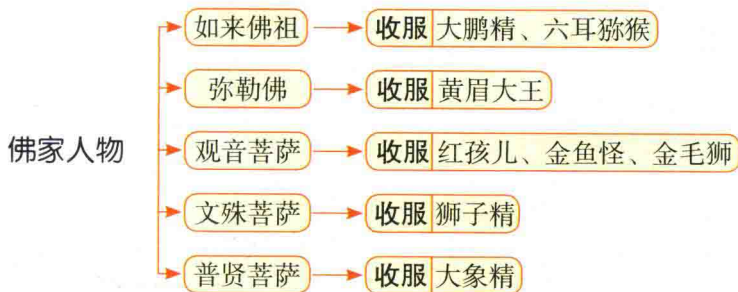 如来佛祖 收服 大鹏精、六耳猕猴
弥勒佛 收服 黄眉大王
佛家人物 观音菩萨 收服 红孩儿、金鱼怪、金毛狮
文殊菩萨 收服 狮子精
普贤菩萨 收服 大象精